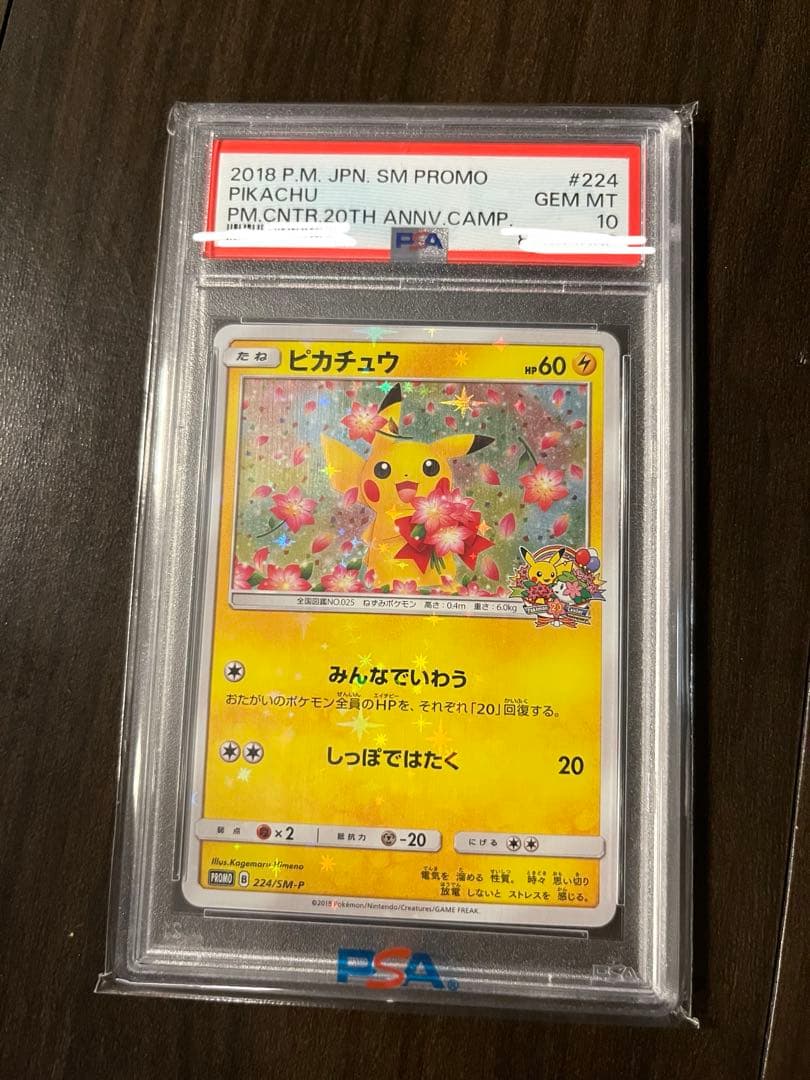 2018 P.M. JPN. SM PROMO #224
PIKACHU GEM MT
PM.CNTR.20TH ANNV.CAMP. 10
PSA
たね ピカチュウ HP60
全国図鑑NO.025 ねずみポケモン 高さ:0.4m 重さ:6.0kg
みんなでいわう
おたがいのポケモン全員のHPを、それぞれ「20」回復する。
しっぽではたく 20
弱点 ×2 抵抗力 -20 にげる
Illus.Kagemaru Himeno
電気を 溜める 性質。 時々 思い切り
放電 しないと ストレスを 感じる。
PROMO B 224/SM-P
Pokémon/Nintendo/Creatures/GAME FREAK.
PSA
PSA